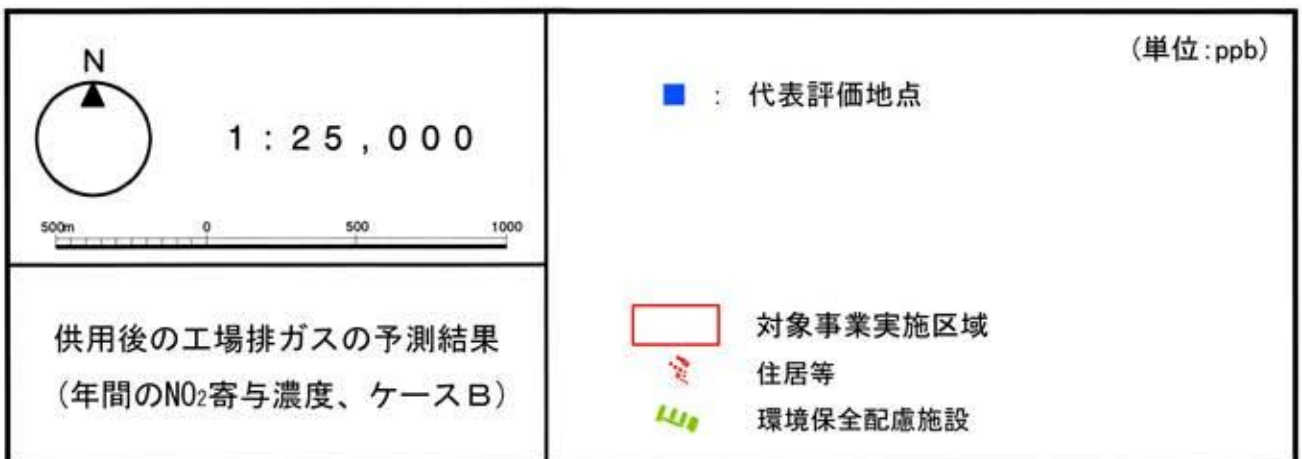 N
1:25,000
500m 0 500 1000
供用後の工場排ガスの予測結果
(年間のNO₂寄与濃度、ケースB)
(単位:ppb)
: 代表評価地点
対象事業実施区域
住居等
環境保全配慮施設